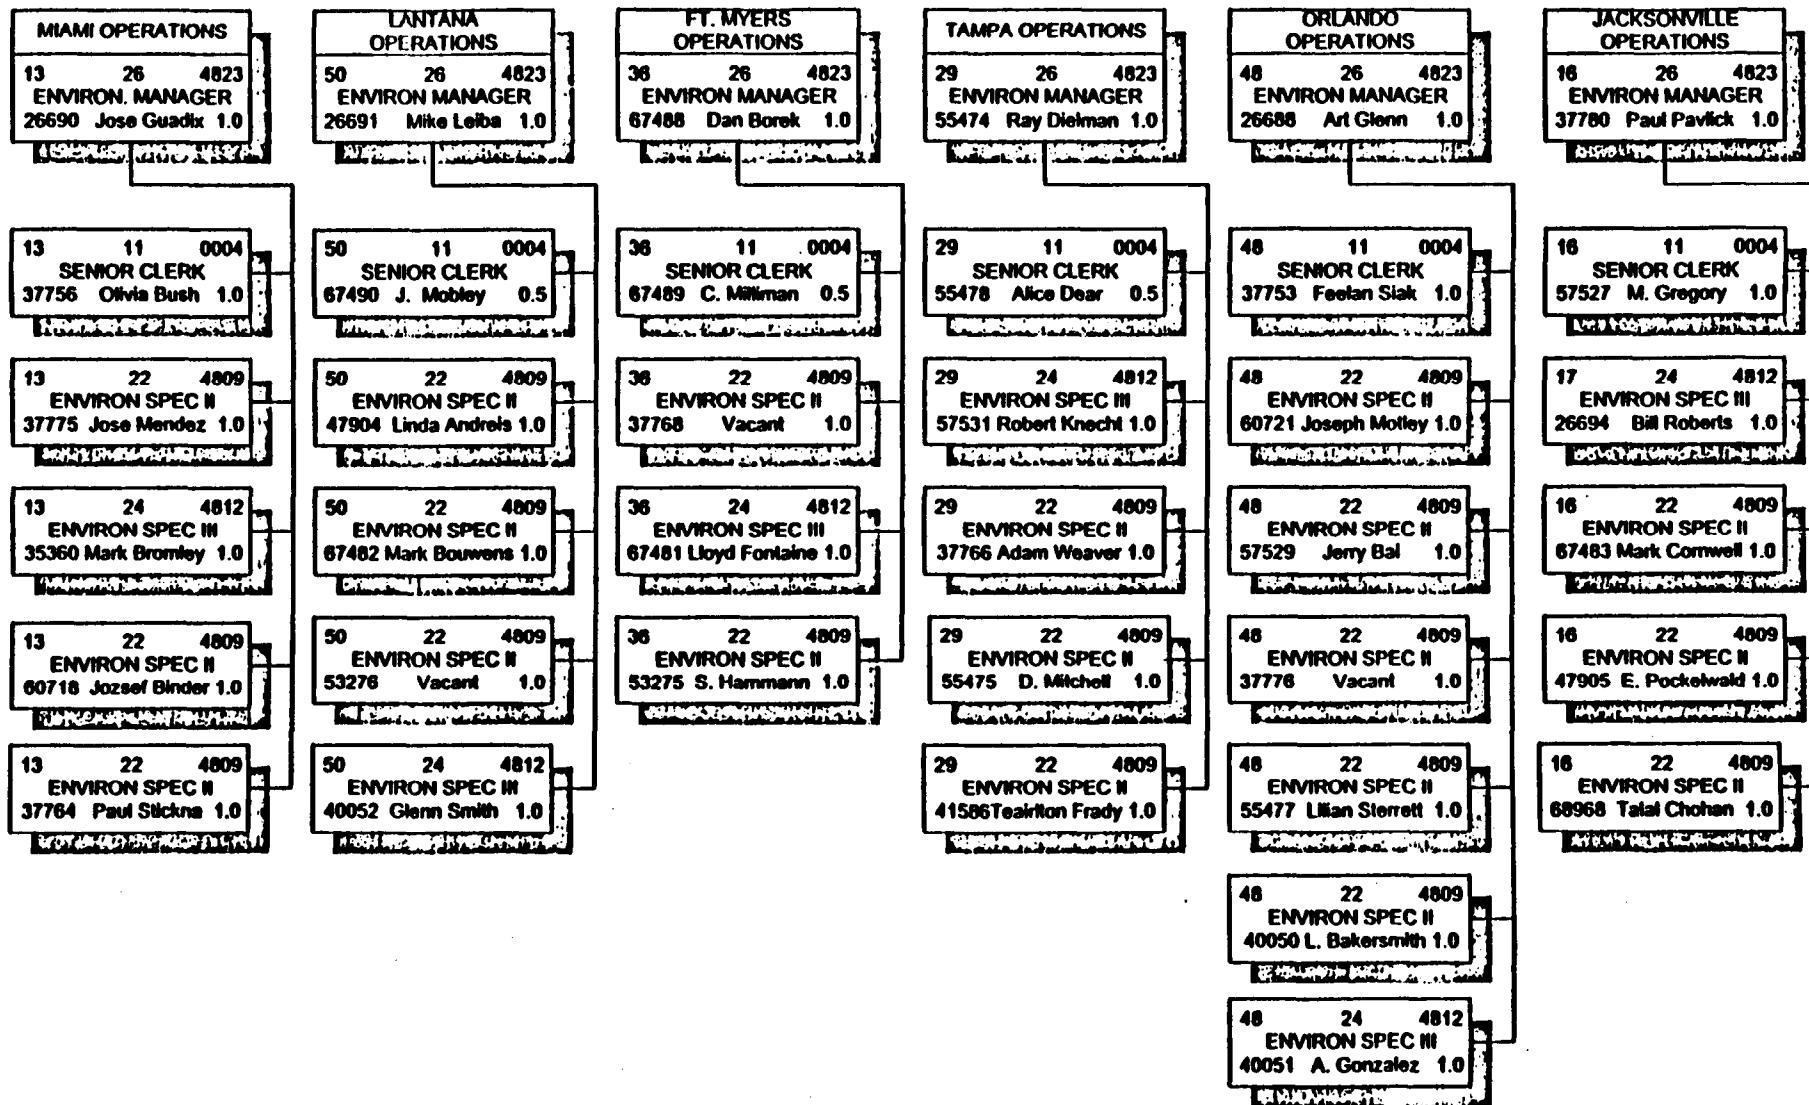 MIAMI OPERATIONS
13 26 4823
ENVIRON. MANAGER
26690 Jose Guadix 1.0
13 11 0004
SENIOR CLERK
37756 Olivia Bush 1.0
13 22 4809
ENVIRON SPEC II
37775 Jose Mendez 1.0
13 24 4812
ENVIRON SPEC III
35360 Mark Bromley 1.0
13 22 4809
ENVIRON SPEC II
60718 Jozsef Binder 1.0
13 22 4809
ENVIRON SPEC II
37764 Paul Stickna 1.0
LANTANA
OPERATIONS
50 26 4823
ENVIRON MANAGER
26691 Mike Leiba 1.0
50 11 0004
SENIOR CLERK
67490 J. Mobley 0.5
50 22 4809
ENVIRON SPEC II
47904 Linda Andreis 1.0
50 22 4809
ENVIRON SPEC II
67482 Mark Bouwens 1.0
50 22 4809
ENVIRON SPEC II
53276 Vacant 1.0
50 24 4812
ENVIRON SPEC III
40052 Glenn Smith 1.0
FT. MYERS
OPERATIONS
36 26 4823
ENVIRON MANAGER
67488 Dan Borek 1.0
36 11 0004
SENIOR CLERK
67489 C. Milliman 0.5
36 22 4809
ENVIRON SPEC II
37768 Vacant 1.0
36 24 4812
ENVIRON SPEC III
67481 Lloyd Fontaine 1.0
36 22 4809
ENVIRON SPEC II
53275 S. Hammann 1.0
TAMPA OPERATIONS
29 26 4823
ENVIRON MANAGER
55474 Ray Dielman 1.0
29 11 0004
SENIOR CLERK
55478 Alice Dear 0.5
29 24 4812
ENVIRON SPEC III
57531 Robert Knecht 1.0
29 22 4809
ENVIRON SPEC II
37766 Adam Weaver 1.0
29 22 4809
ENVIRON SPEC II
55475 D. Mitchell 1.0
29 22 4809
ENVIRON SPEC II
41586 Teairlton Frady 1.0
ORLANDO
OPERATIONS
48 26 4823
ENVIRON MANAGER
26688 Art Glenn 1.0
48 11 0004
SENIOR CLERK
37753 Feelan Siak 1.0
48 22 4809
ENVIRON SPEC II
60721 Joseph Motley 1.0
48 22 4809
ENVIRON SPEC II
57529 Jerry Bal 1.0
48 22 4809
ENVIRON SPEC II
37776 Vacant 1.0
48 22 4809
ENVIRON SPEC II
55477 Lilian Sterrett 1.0
48 22 4809
ENVIRON SPEC II
40050 L. Bakersmith 1.0
48 24 4812
ENVIRON SPEC III
40051 A. Gonzalez 1.0
JACKSONVILLE
OPERATIONS
16 26 4823
ENVIRON MANAGER
37780 Paul Pavlick 1.0
16 11 0004
SENIOR CLERK
57527 M. Gregory 1.0
17 24 4812
ENVIRON SPEC III
26694 Bill Roberts 1.0
16 22 4809
ENVIRON SPEC II
67483 Mark Cornwell 1.0
16 22 4809
ENVIRON SPEC II
47905 E. Pockelwald 1.0
16 22 4809
ENVIRON SPEC II
68968 Talal Chohan 1.0